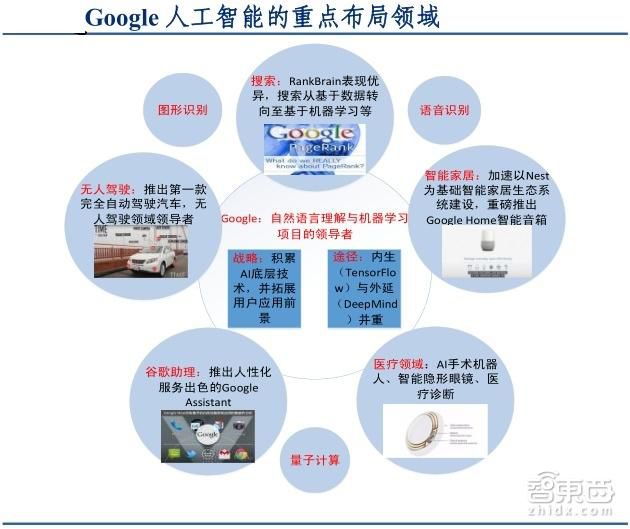 Google 人工智能的重点布局领域
搜索：RankBrain表现优
异，搜索从基于数据转
向至基于机器学习等
Google
PageRank
What do we REALLY
know about PageRank?
图形识别
语音识别
无人驾驶：推出第一款
完全自动驾驶汽车，无
人驾驶领域领导者
TIME
智能家居：加速以Nest
为基础智能家居生态系
统建设，重磅推出
Google Home智能音箱
Google：自然语言理解与机器学习
项目的领导者
战略：积累
AI底层技
术，并拓展
用户应用前
景
途径：内生
（TensorFlo
w）与外延
（DeepMind
）并重
谷歌助理：推出人性化
服务出色的Google
Assistant
Google
医疗领域：AI手术机器
人、智能隐形眼镜、医
疗诊断
量子计算
智東西
zhidx.com